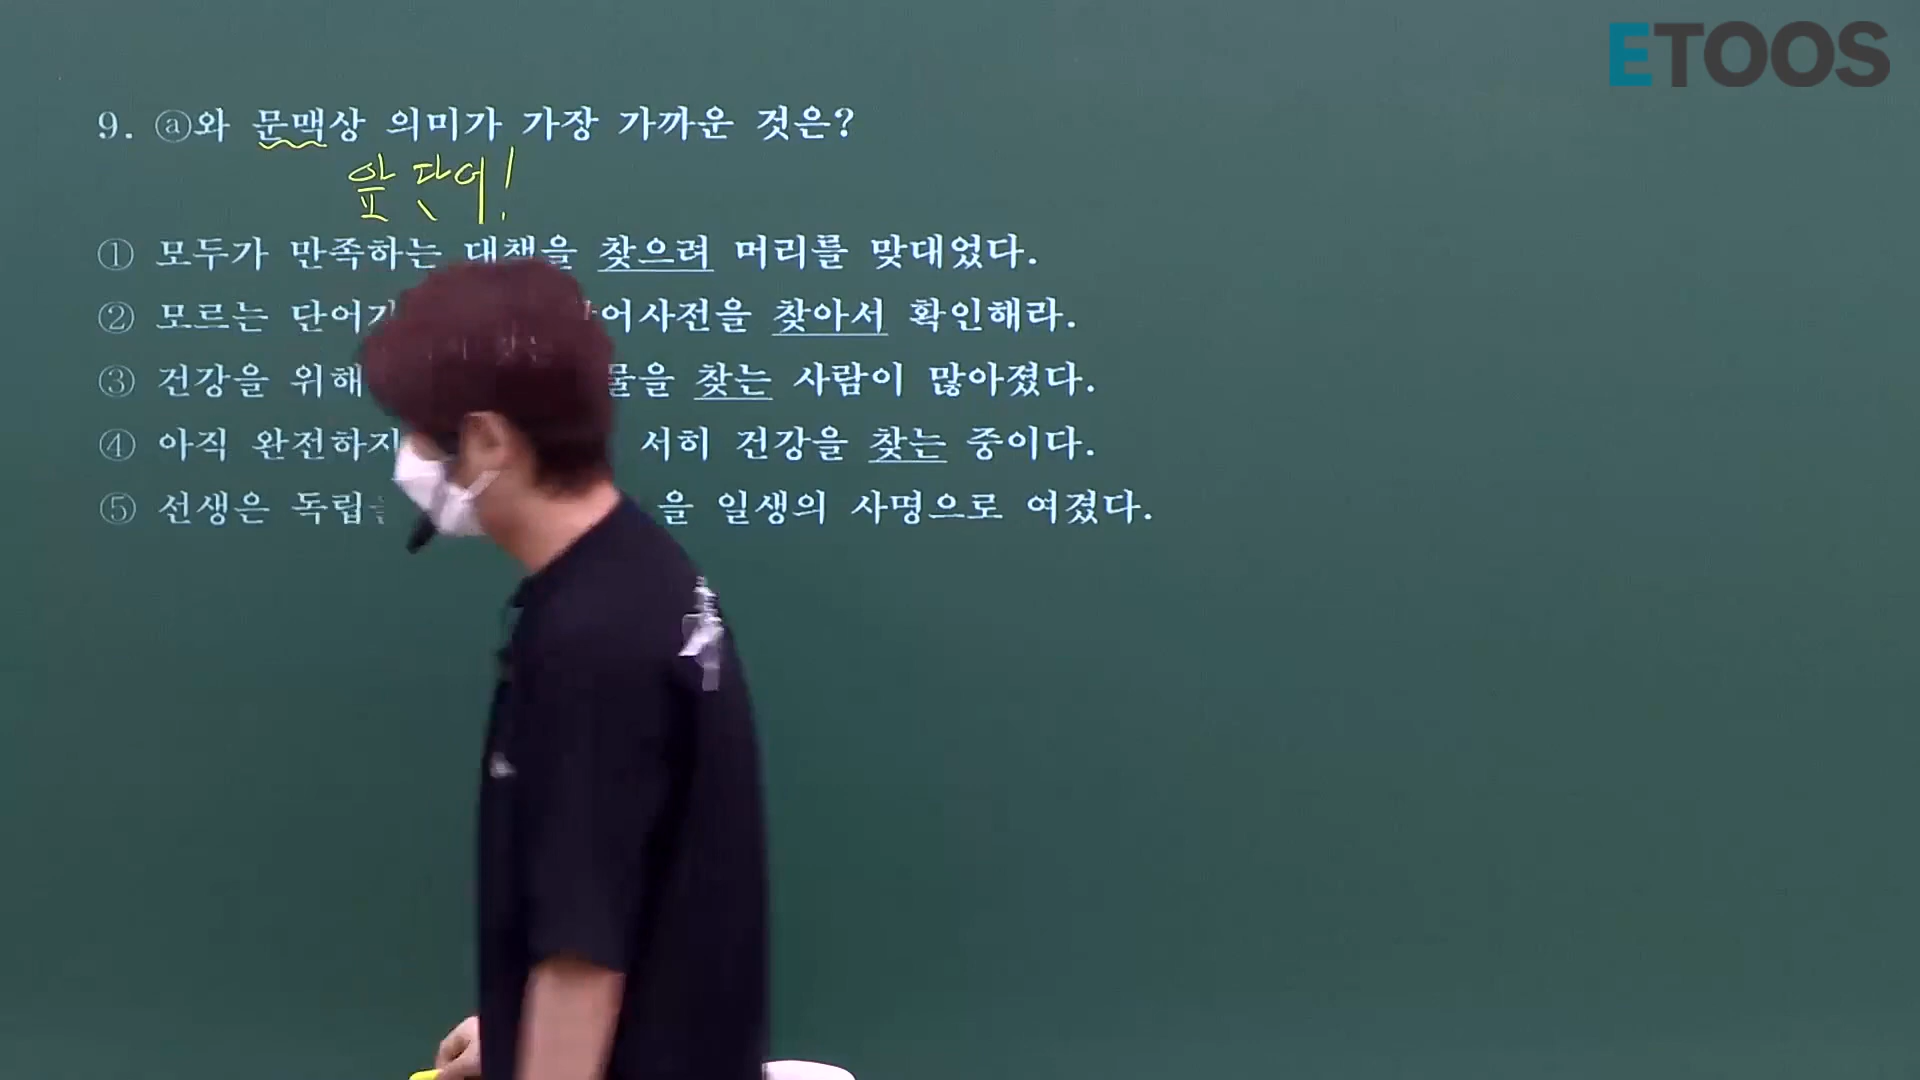 ETOOS
9. ⓐ와 문맥상 의미가 가장 가까운 것은?
앞 단어!
① 모두가 만족하는 대책을 찾으려 머리를 맞대었다.
② 모르는 단어가 어사전을 찾아서 확인해라.
③ 건강을 위해 물을 찾는 사람이 많아졌다.
④ 아직 완전하지 서히 건강을 찾는 중이다.
⑤ 선생은 독립을 을 일생의 사명으로 여겼다.